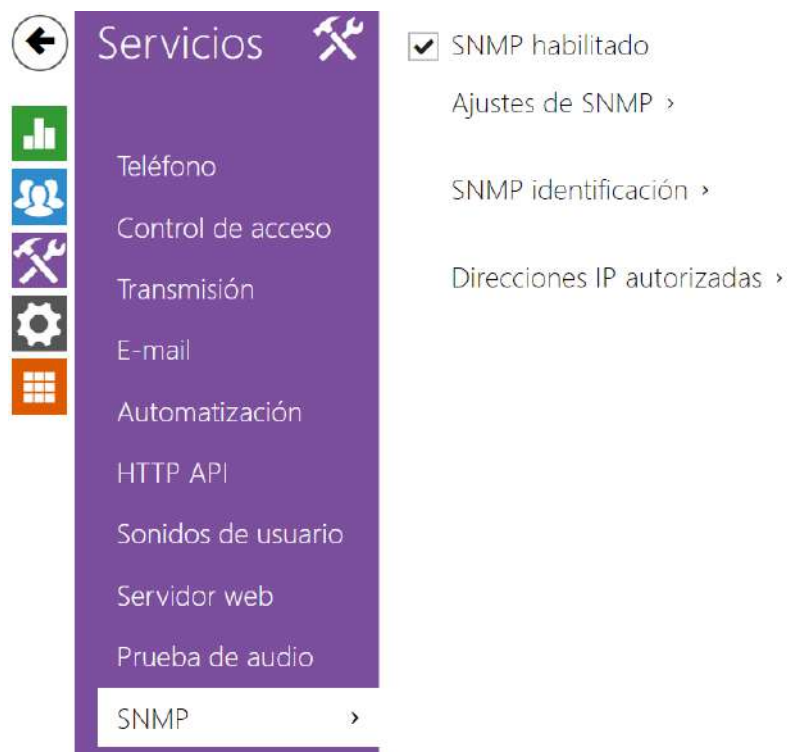 Servicios
Teléfono
Control de acceso
Transmisión
E-mail
Automatización
HTTP API
Sonidos de usuario
Servidor web
Prueba de audio
SNMP
SNMP habilitado
Ajustes de SNMP
SNMP identificación
Direcciones IP autorizadas